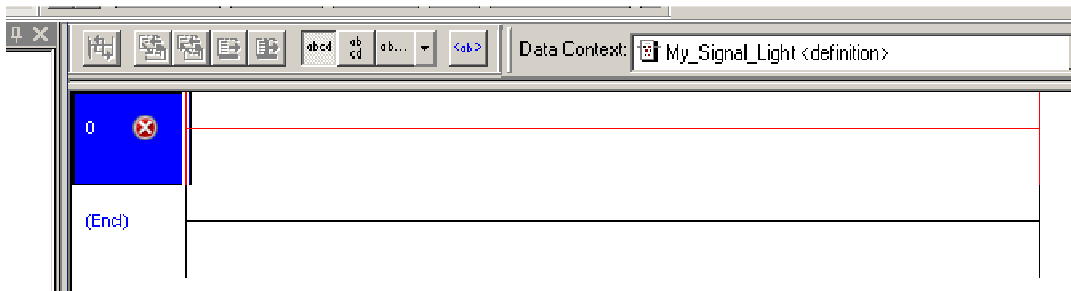 abcd
ab
cd
ab...
<ab>
Data Context:
My_Signal_Light <definition>
0
(End)